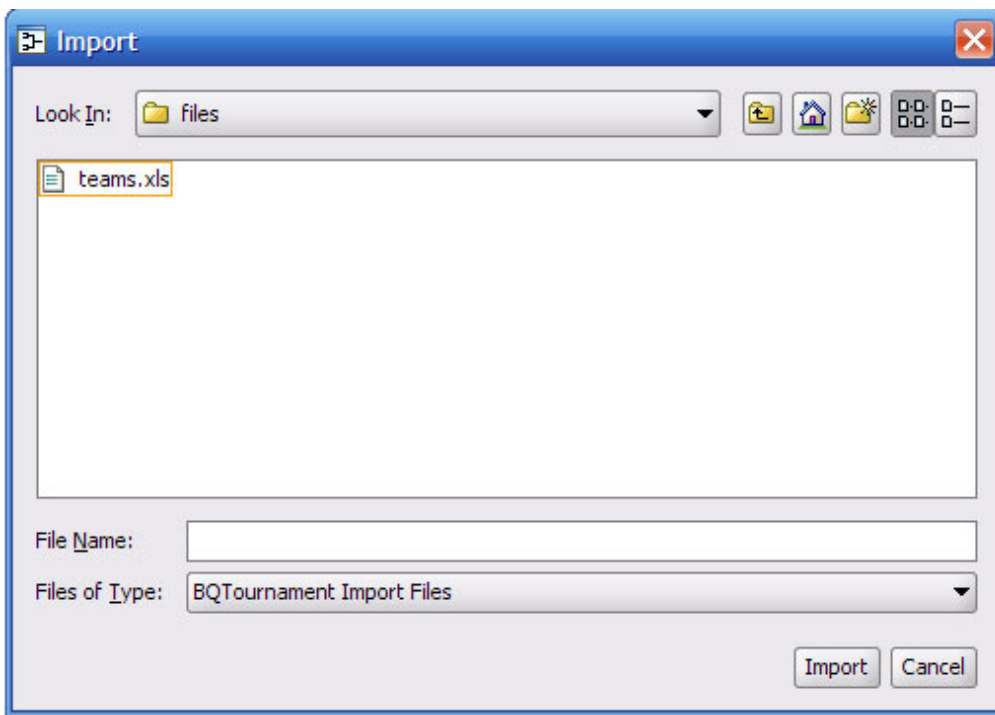 Import
Look In: files
teams.xls
File Name:
Files of Type: BQTournament Import Files
Import Cancel